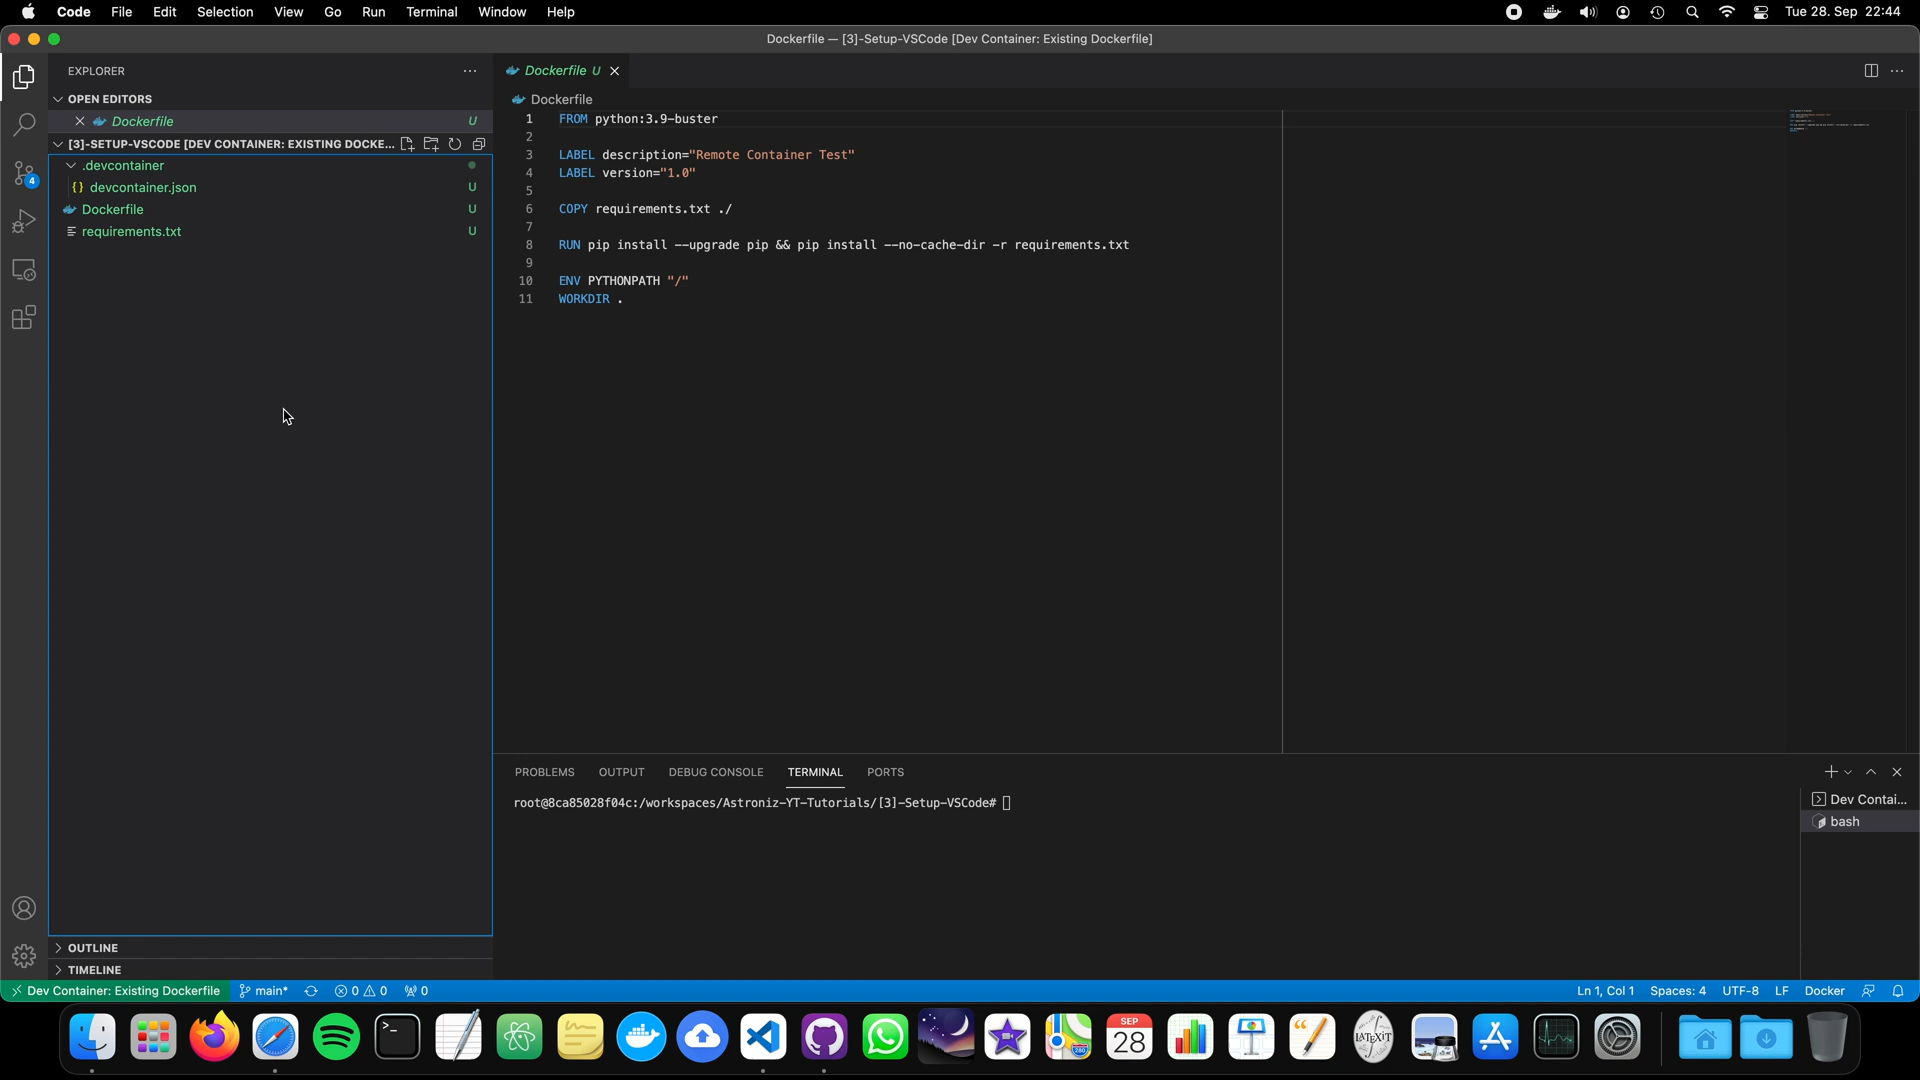 Code File Edit Selection View Go Run Terminal Window Help Tue 28. Sep 22:44
Dockerfile — [3]-Setup-VSCode [Dev Container: Existing Dockerfile]
EXPLORER
OPEN EDITORS
Dockerfile U
[3]-SETUP-VSCODE [DEV CONTAINER: EXISTING DOCKE...
.devcontainer
{} devcontainer.json U
Dockerfile U
requirements.txt U
OUTLINE
TIMELINE
4
Dockerfile U
Dockerfile
1 FROM python:3.9-buster
2
3 LABEL description="Remote Container Test"
4 LABEL version="1.0"
5
6 COPY requirements.txt ./
7
8 RUN pip install --upgrade pip && pip install --no-cache-dir -r requirements.txt
9
10 ENV PYTHONPATH "/"
11 WORKDIR .
PROBLEMS OUTPUT DEBUG CONSOLE TERMINAL PORTS
root@8ca85028f04c:/workspaces/Astroniz-YT-Tutorials/[3]-Setup-VSCode#
Dev Contai...
bash
Dev Container: Existing Dockerfile main* 0 0 0 Ln 1, Col 1 Spaces: 4 UTF-8 LF Docker
SEP
28
LATEXiT